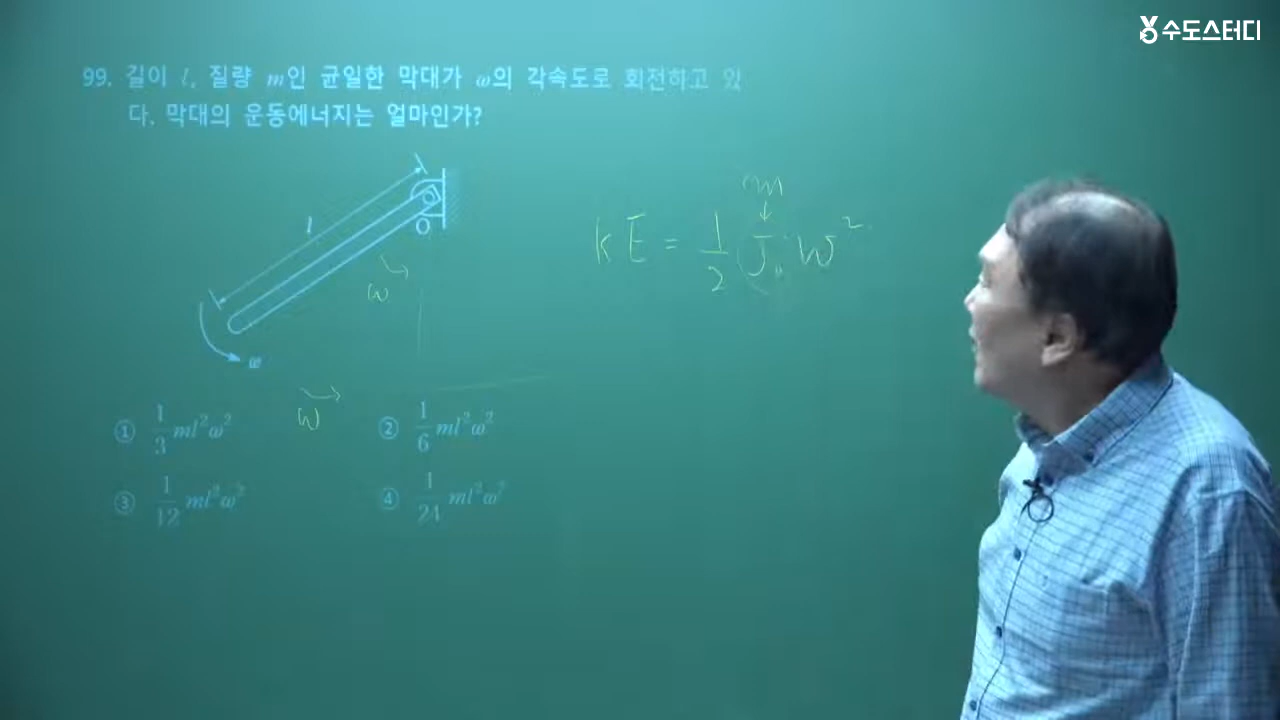 수도스터디
99. 길이 l, 질량 m인 균일한 막대가 ω의 각속도로 회전하고 있
다. 막대의 운동에너지는 얼마인가?
l
O
ω
ω
ω
m
↓
KE = 1/2 J₀ w²
① 1/3 ml²ω² ② 1/6 ml²ω²
③ 1/12 ml²ω² ④ 1/24 ml²ω²